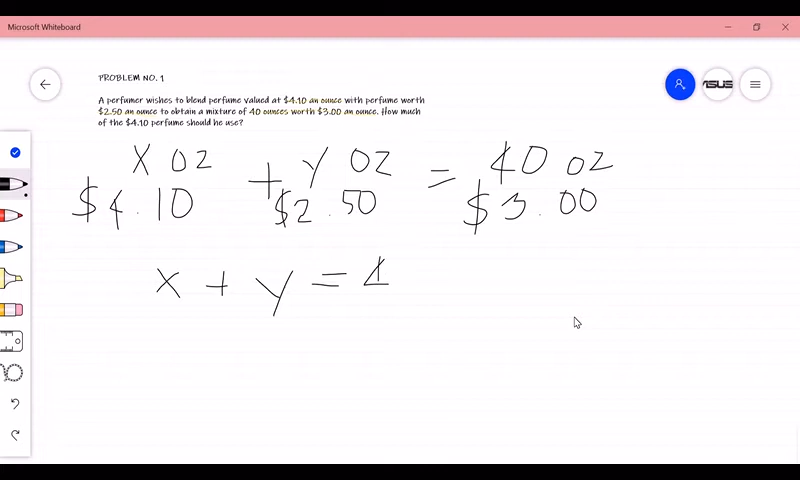 Microsoft Whiteboard
PROBLEM NO. 1
A perfumer wishes to blend perfume valued at $4.10 an ounce with perfume worth
$2.50 an ounce to obtain a mixture of 40 ounces worth $3.00 an ounce. How much
of the $4.10 perfume should he use?
ASUS
X OZ + Y OZ = 40 OZ
$4.10 $2.50 $3.00
X + Y = 4